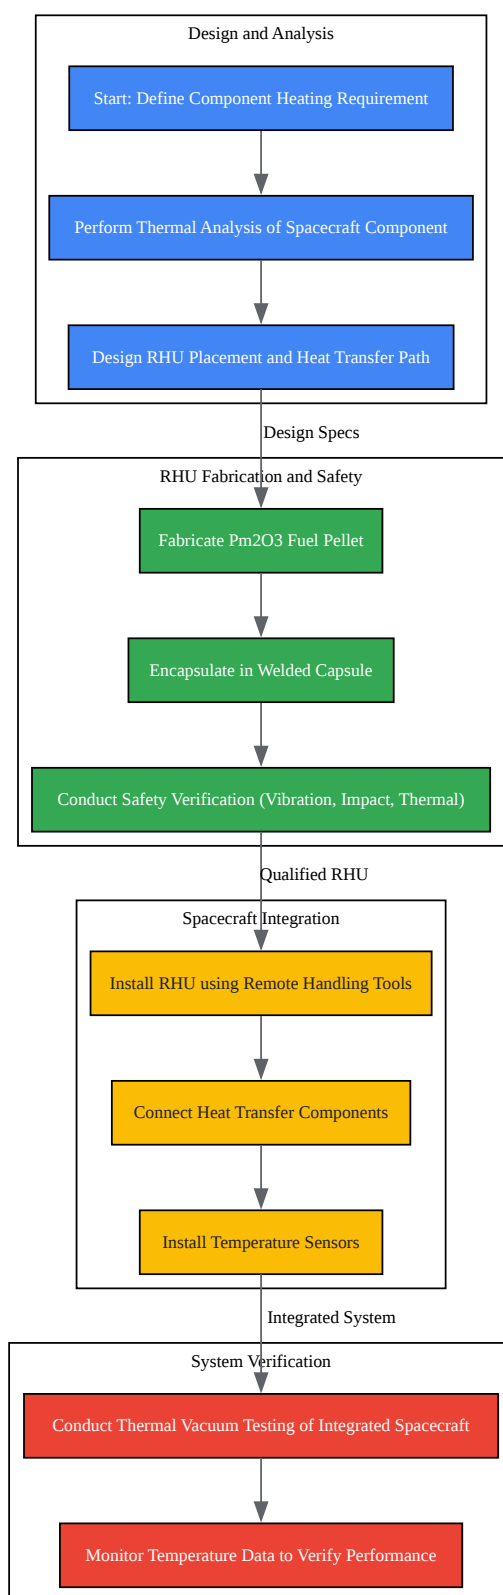 Design and Analysis
Start: Define Component Heating Requirement
Perform Thermal Analysis of Spacecraft Component
Design RHU Placement and Heat Transfer Path
Design Specs
RHU Fabrication and Safety
Fabricate Pm2O3 Fuel Pellet
Encapsulate in Welded Capsule
Conduct Safety Verification (Vibration, Impact, Thermal)
Qualified RHU
Spacecraft Integration
Install RHU using Remote Handling Tools
Connect Heat Transfer Components
Install Temperature Sensors
Integrated System
System Verification
Conduct Thermal Vacuum Testing of Integrated Spacecraft
Monitor Temperature Data to Verify Performance